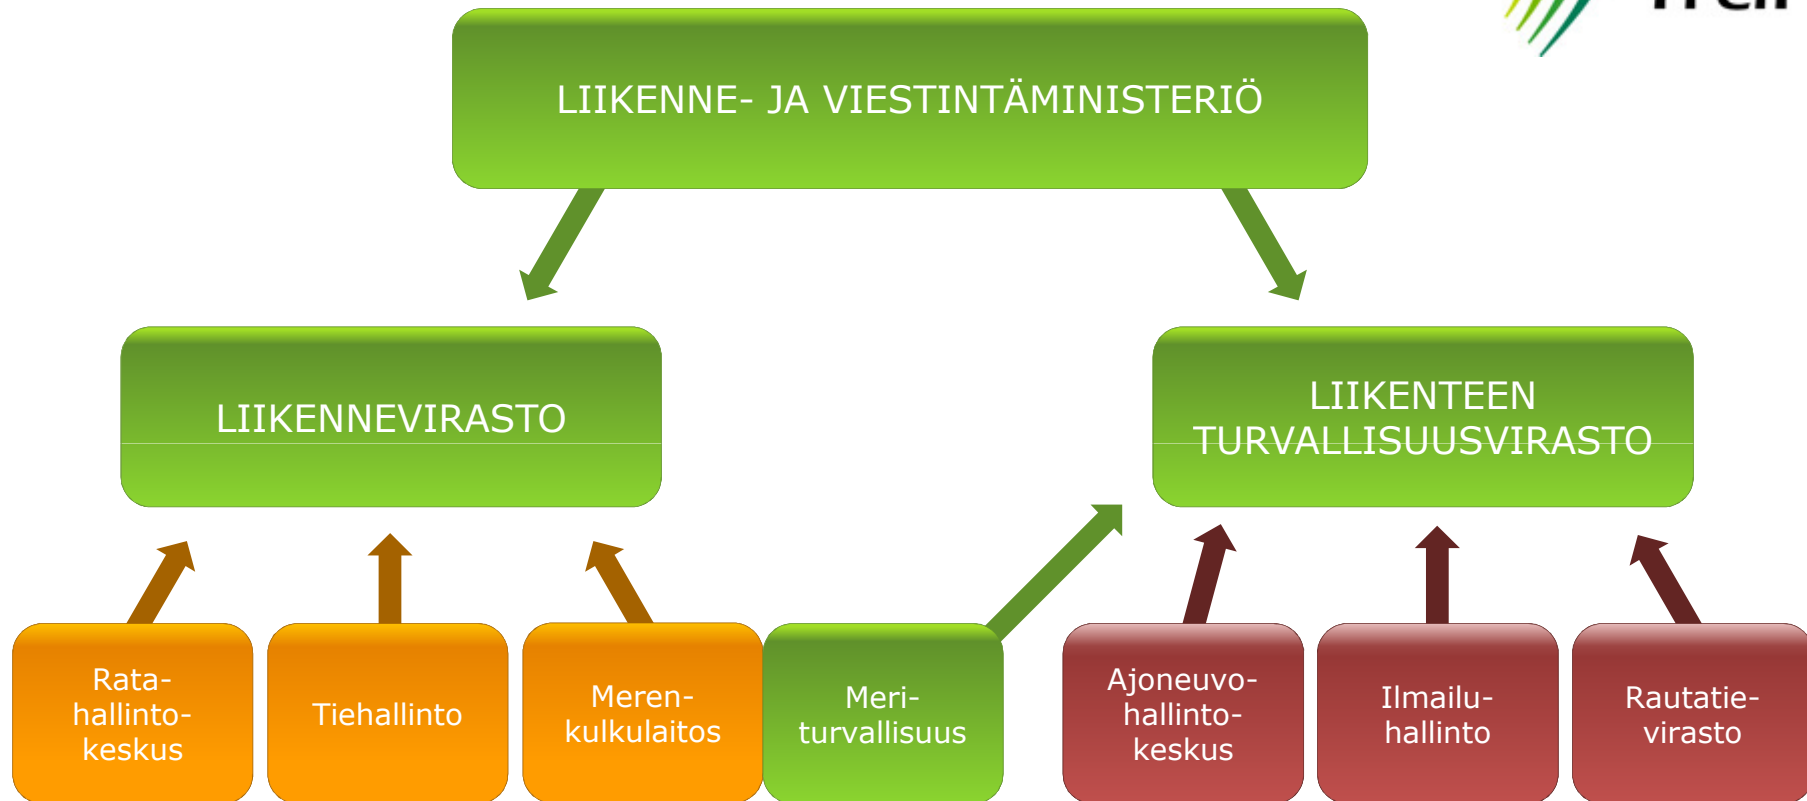 LIIKENNE- JA VIESTINTÄMINISTERIÖ
LIIKENNEVIRASTO
LIIKENTEEN
TURVALLISUUSVIRASTO
Rata-
hallinto-
keskus
Tiehallinto
Meren-
kulkulaitos
Meri-
turvallisuus
Ajoneuvo-
hallinto-
keskus
Ilmailu-
hallinto
Rautatie-
virasto